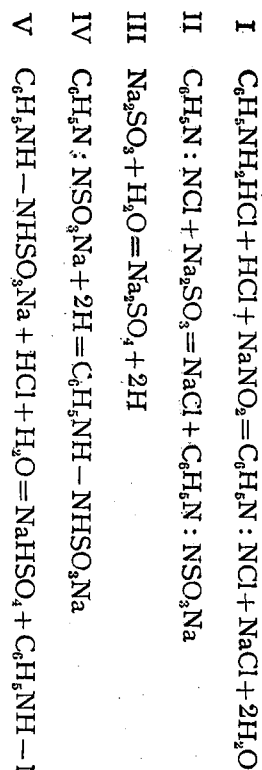 I C₆H₅NH₂HCl + HCl + NaNO₂ = C₆H₅N : NCl + NaCl + 2H₂O
II C₆H₅N : NCl + Na₂SO₃ = NaCl + C₆H₅N : NSO₃Na
III Na₂SO₃ + H₂O = Na₂SO₄ + 2H
IV C₆H₅N : NSO₃Na + 2H = C₆H₅NH — NHSO₃Na
V C₆H₅NH — NHSO₃Na + HCl + H₂O = NaHSO₄ + C₆H₅NH —